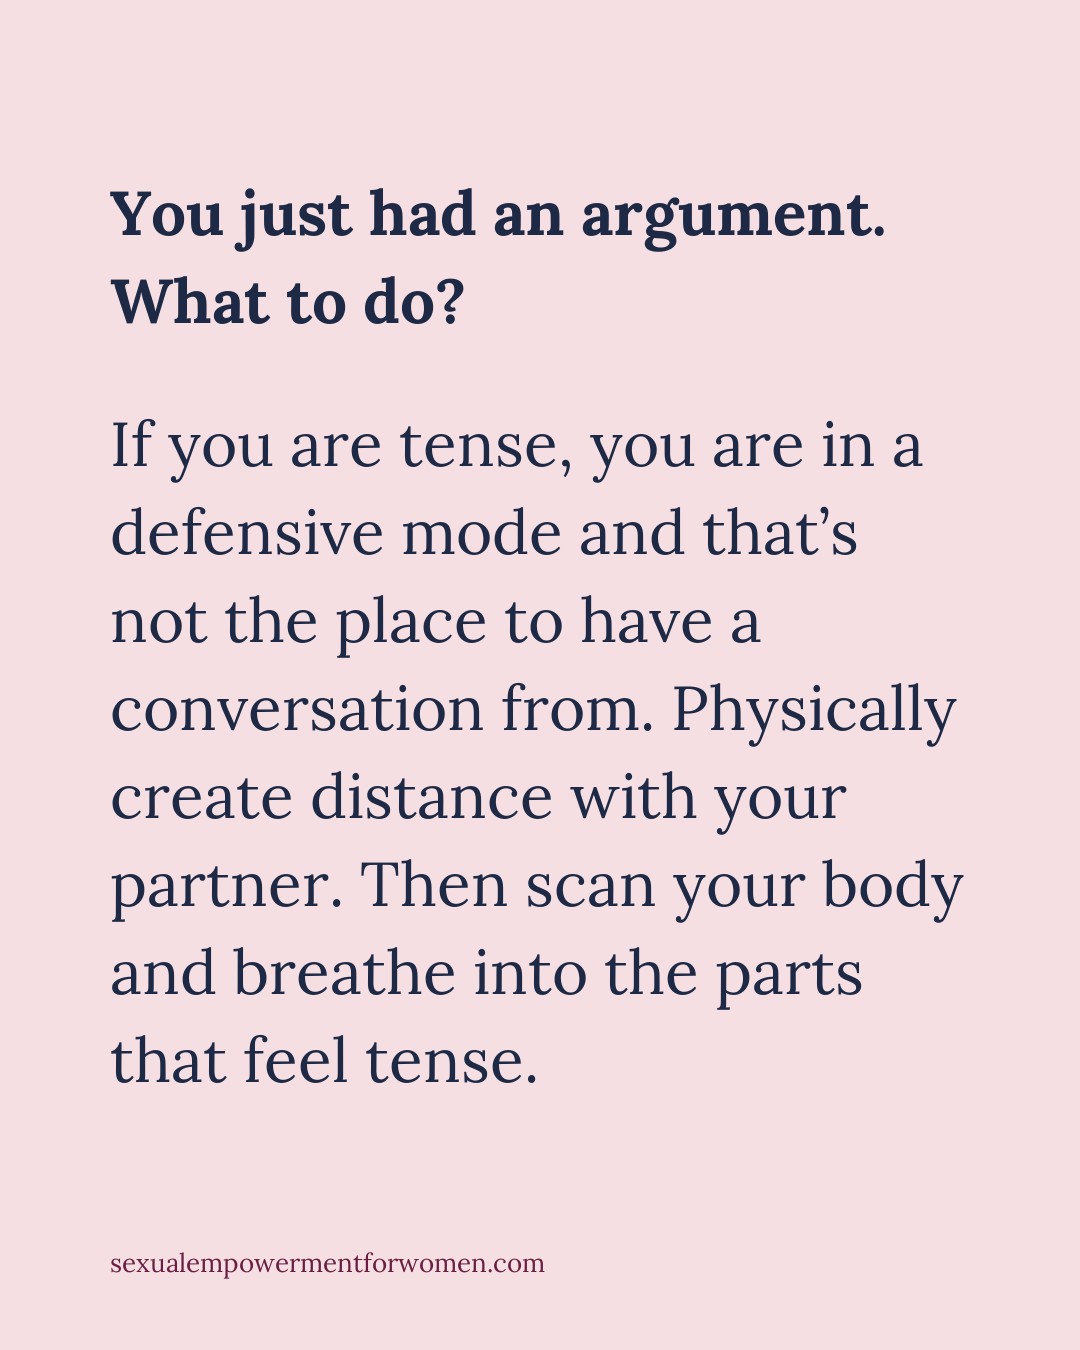 You just had an argument.
What to do?
If you are tense, you are in a
defensive mode and that’s
not the place to have a
conversation from. Physically
create distance with your
partner. Then scan your body
and breathe into the parts
that feel tense.
sexualempowermentforwomen.com